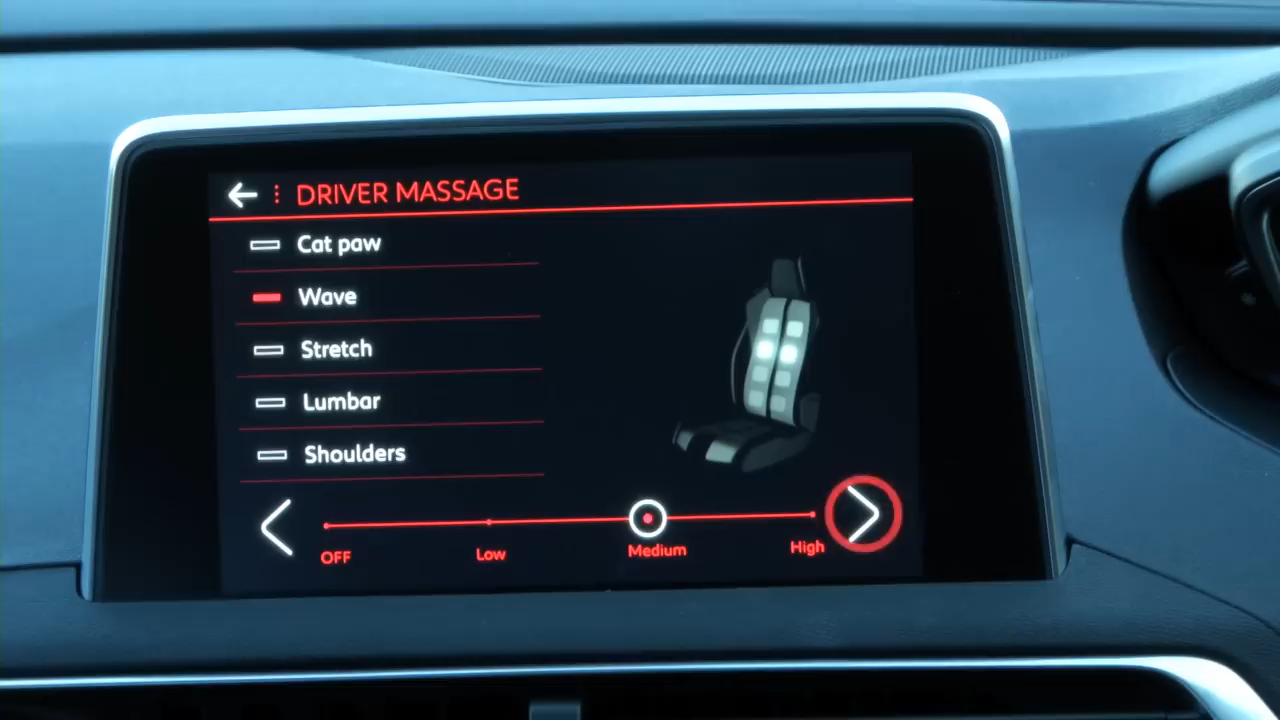 DRIVER MASSAGE
Cat paw
Wave
Stretch
Lumbar
Shoulders
OFF Low Medium High